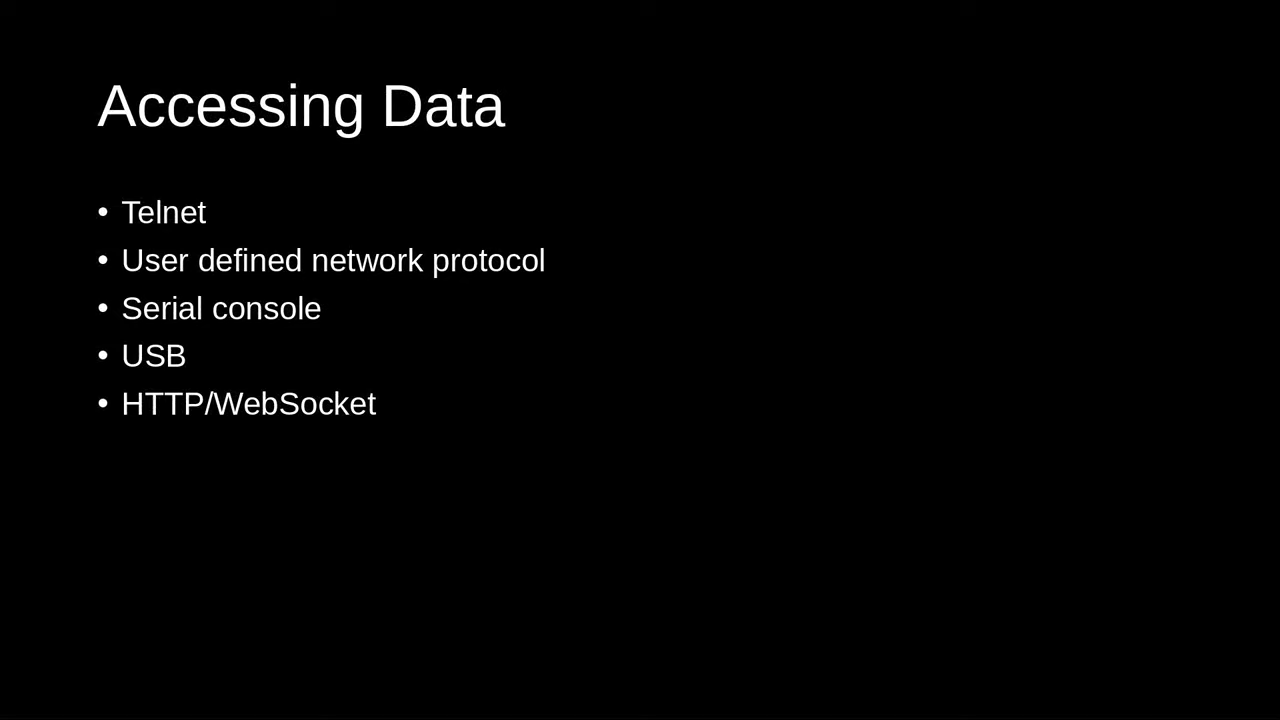 Accessing Data
• Telnet
• User defined network protocol
• Serial console
• USB
• HTTP/WebSocket